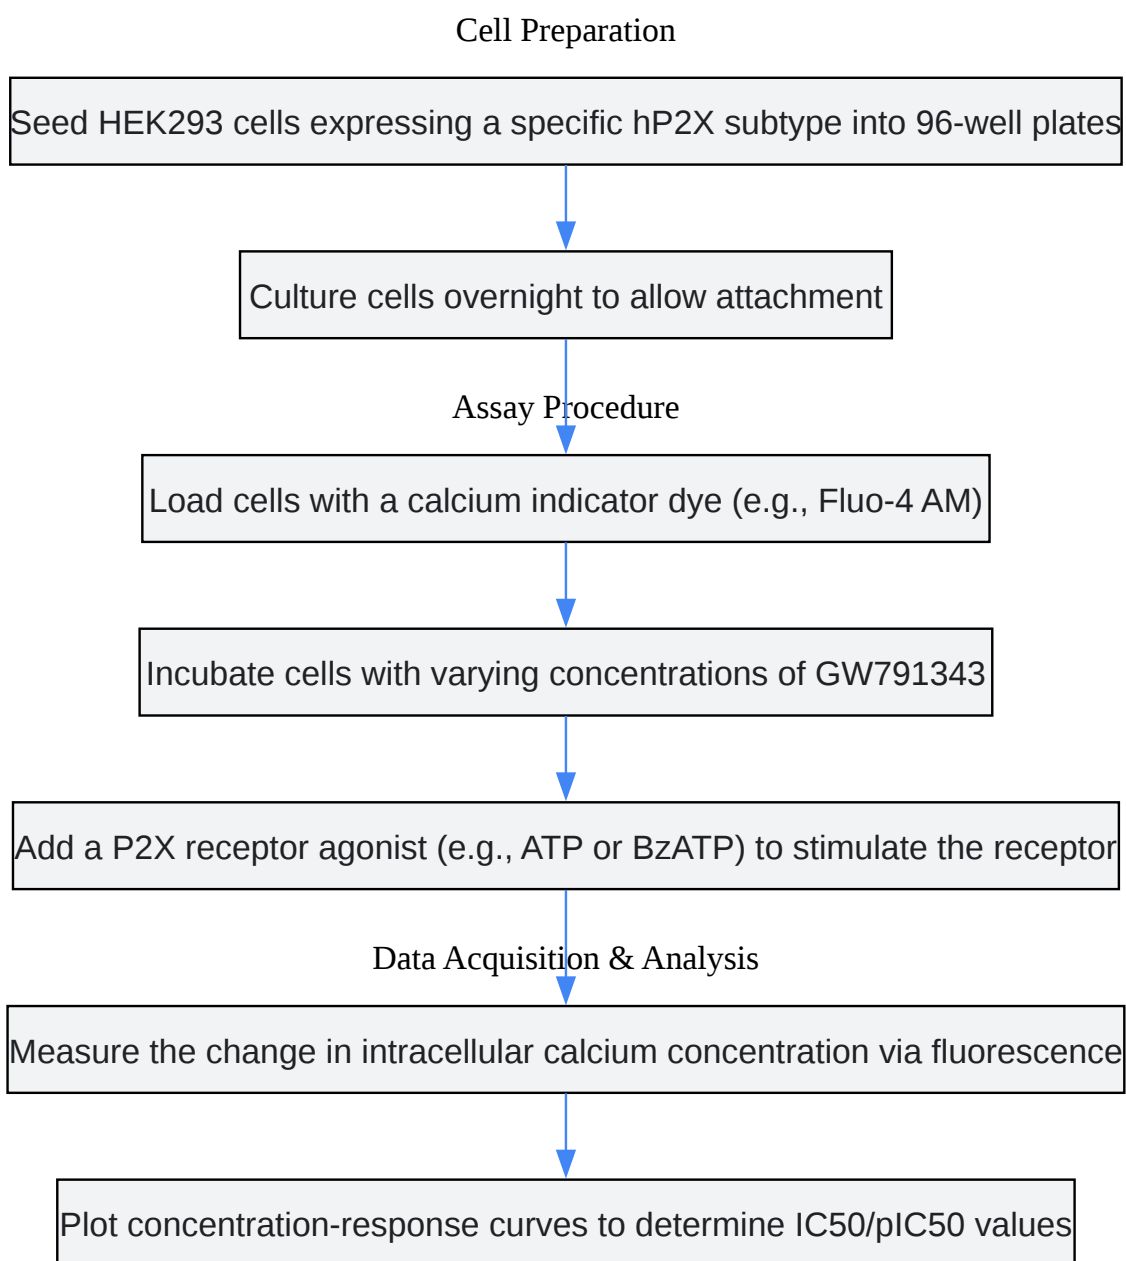 Cell Preparation
Seed HEK293 cells expressing a specific hP2X subtype into 96-well plates
Culture cells overnight to allow attachment
Assay Procedure
Load cells with a calcium indicator dye (e.g., Fluo-4 AM)
Incubate cells with varying concentrations of GW791343
Add a P2X receptor agonist (e.g., ATP or BzATP) to stimulate the receptor
Data Acquisition & Analysis
Measure the change in intracellular calcium concentration via fluorescence
Plot concentration-response curves to determine IC50/pIC50 values